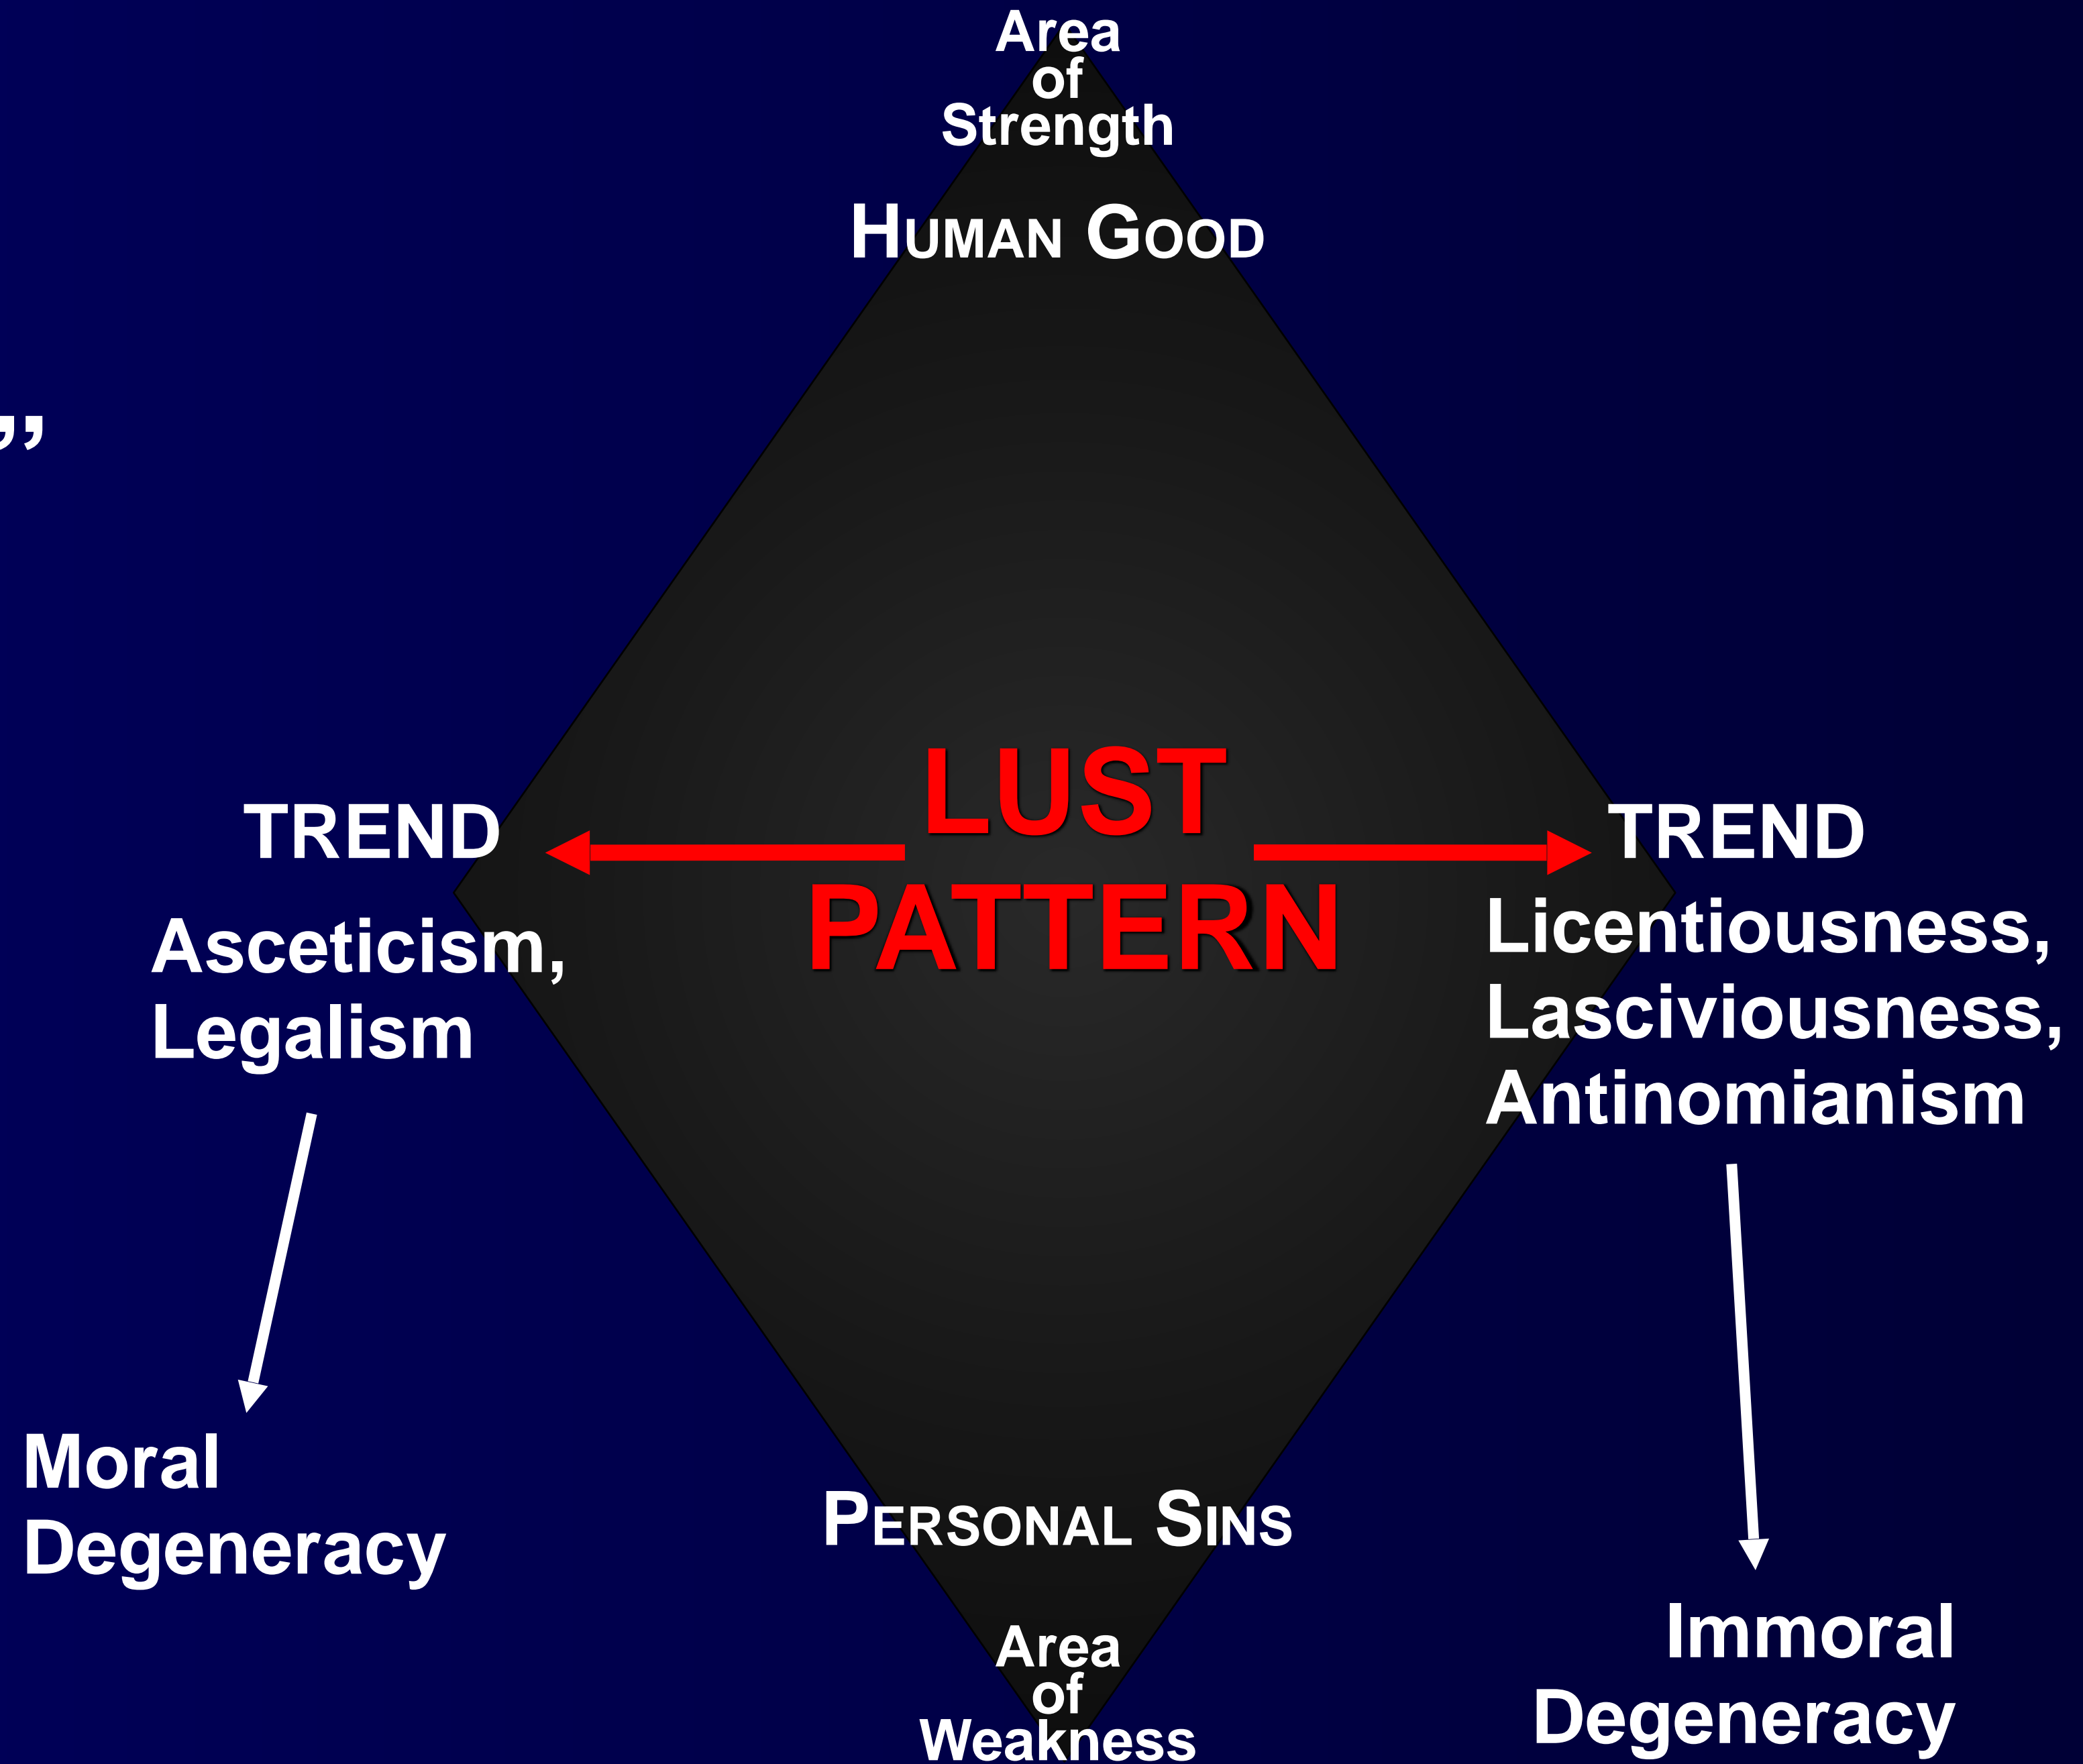 Area
of
Strength
HUMAN GOOD
”
LUST
PATTERN
TREND
Asceticism,
Legalism
TREND
Licentiousness,
Lasciviousness,
Antinomianism
Moral
Degeneracy
PERSONAL SINS
Area
of
Weakness
Immoral
Degeneracy